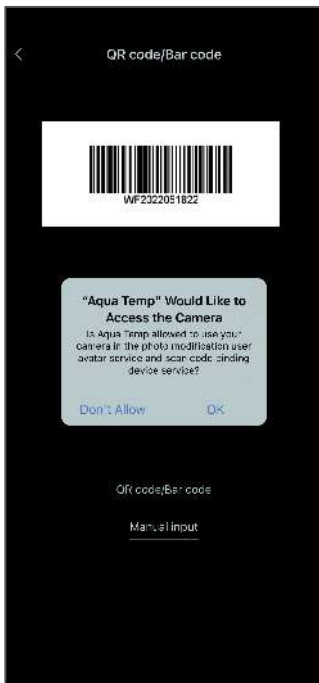 QR code/Bar code
WF2022051822
"Aqua Temp" Would Like to
Access the Camera
Is Aqua Temp allowed to use your
camera in the photo modification user
avatar service and scan code binding
device service?
Don't Allow
OK
QR code/Bar code
Manual input